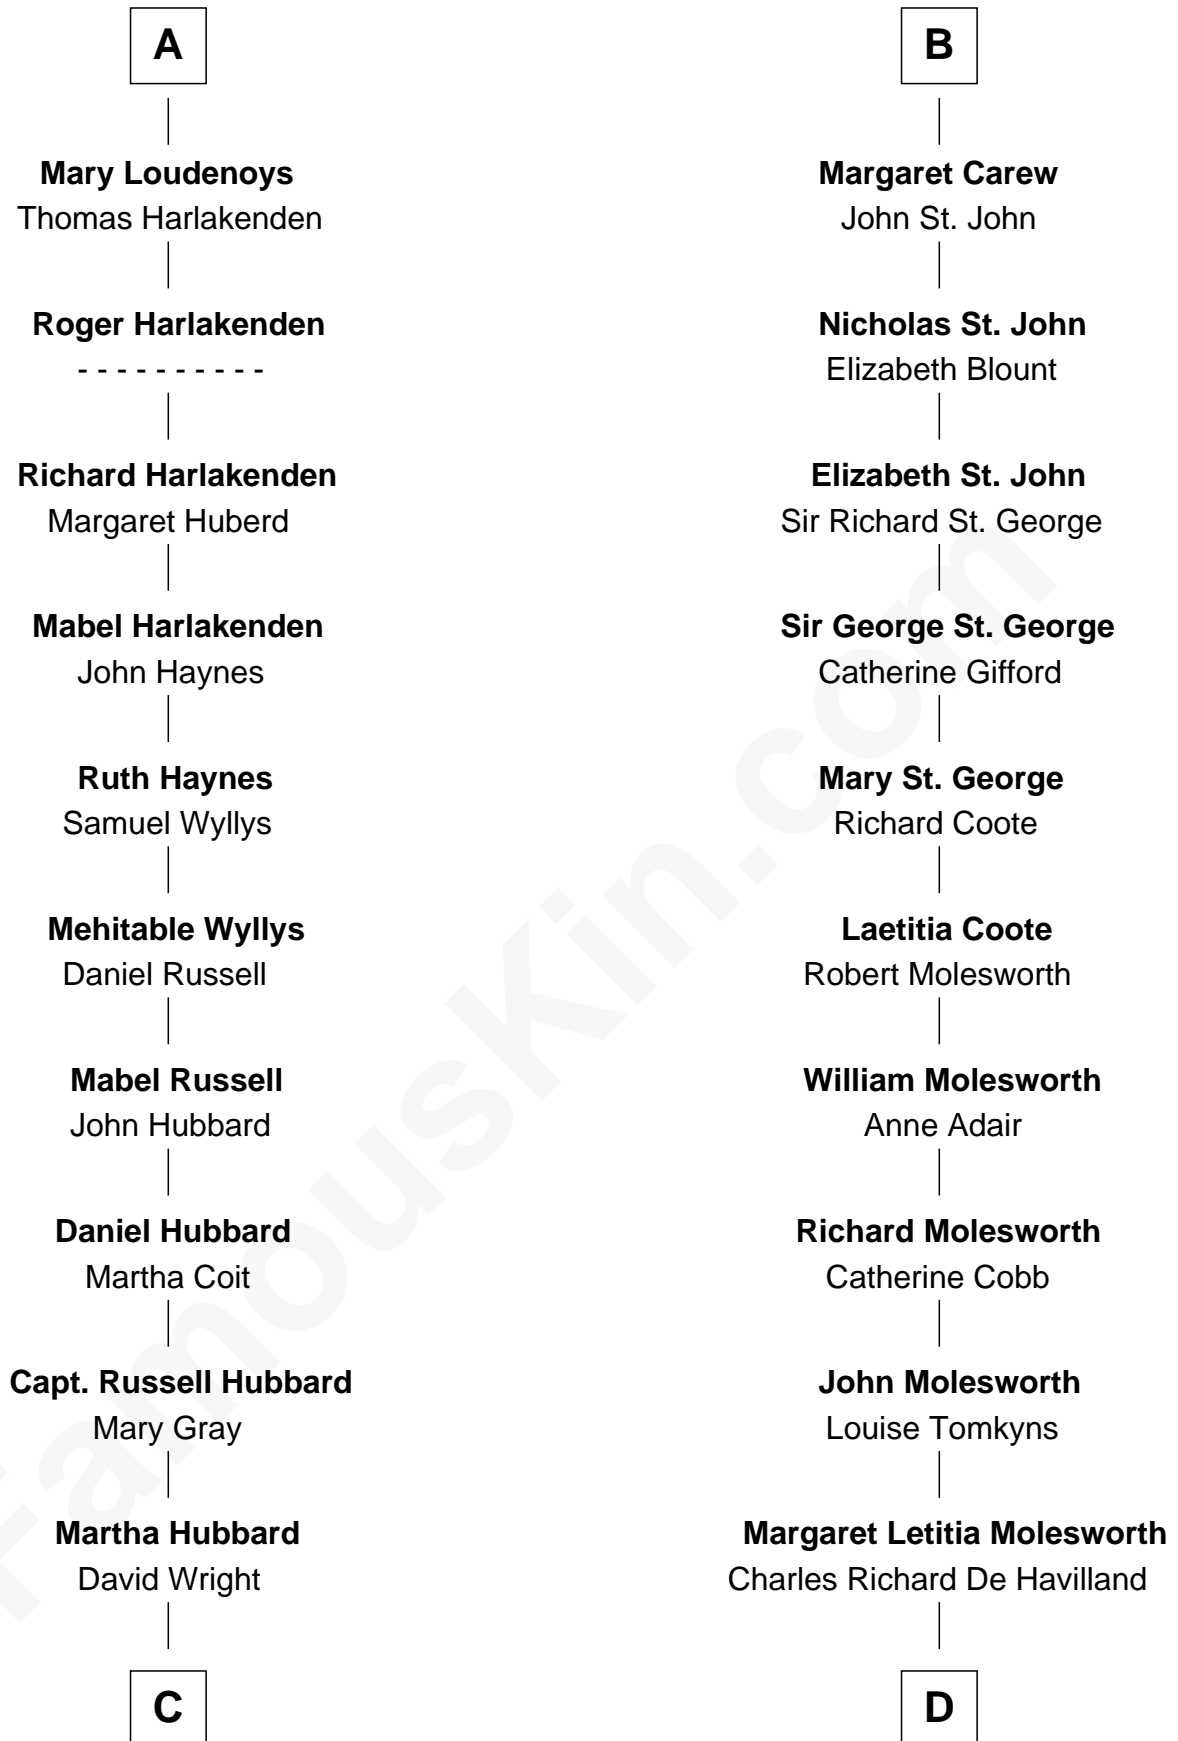 A
Mary Loudenoys
Thomas Harlakenden
Roger Harlakenden
- - - - - - - - - -
Richard Harlakenden
Margaret Huberd
Mabel Harlakenden
John Haynes
Ruth Haynes
Samuel Wyllys
Mehitable Wyllys
Daniel Russell
Mabel Russell
John Hubbard
Daniel Hubbard
Martha Coit
Capt. Russell Hubbard
Mary Gray
Martha Hubbard
David Wright
C
B
Margaret Carew
John St. John
Nicholas St. John
Elizabeth Blount
Elizabeth St. John
Sir Richard St. George
Sir George St. George
Catherine Gifford
Mary St. George
Richard Coote
Laetitia Coote
Robert Molesworth
William Molesworth
Anne Adair
Richard Molesworth
Catherine Cobb
John Molesworth
Louise Tomkyns
Margaret Letitia Molesworth
Charles Richard De Havilland
D
FamousKin.com